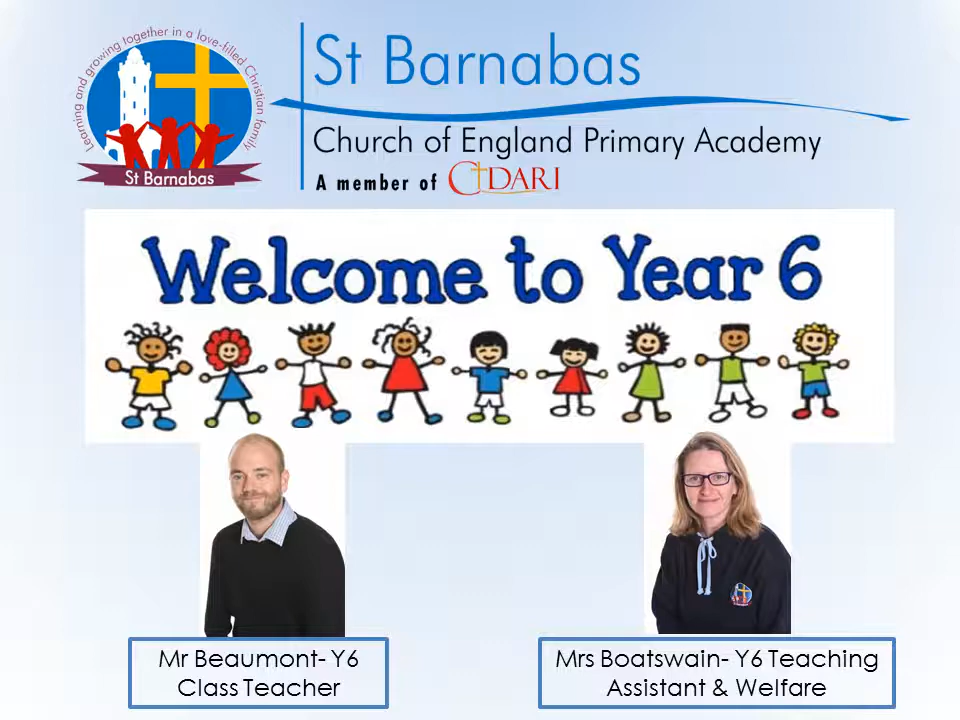 Learning and growing together in a love-filled Christian family
St Barnabas
St Barnabas
Church of England Primary Academy
A member of CIDARI
Welcome to Year 6
Mr Beaumont- Y6
Class Teacher
Mrs Boatswain- Y6 Teaching
Assistant & Welfare